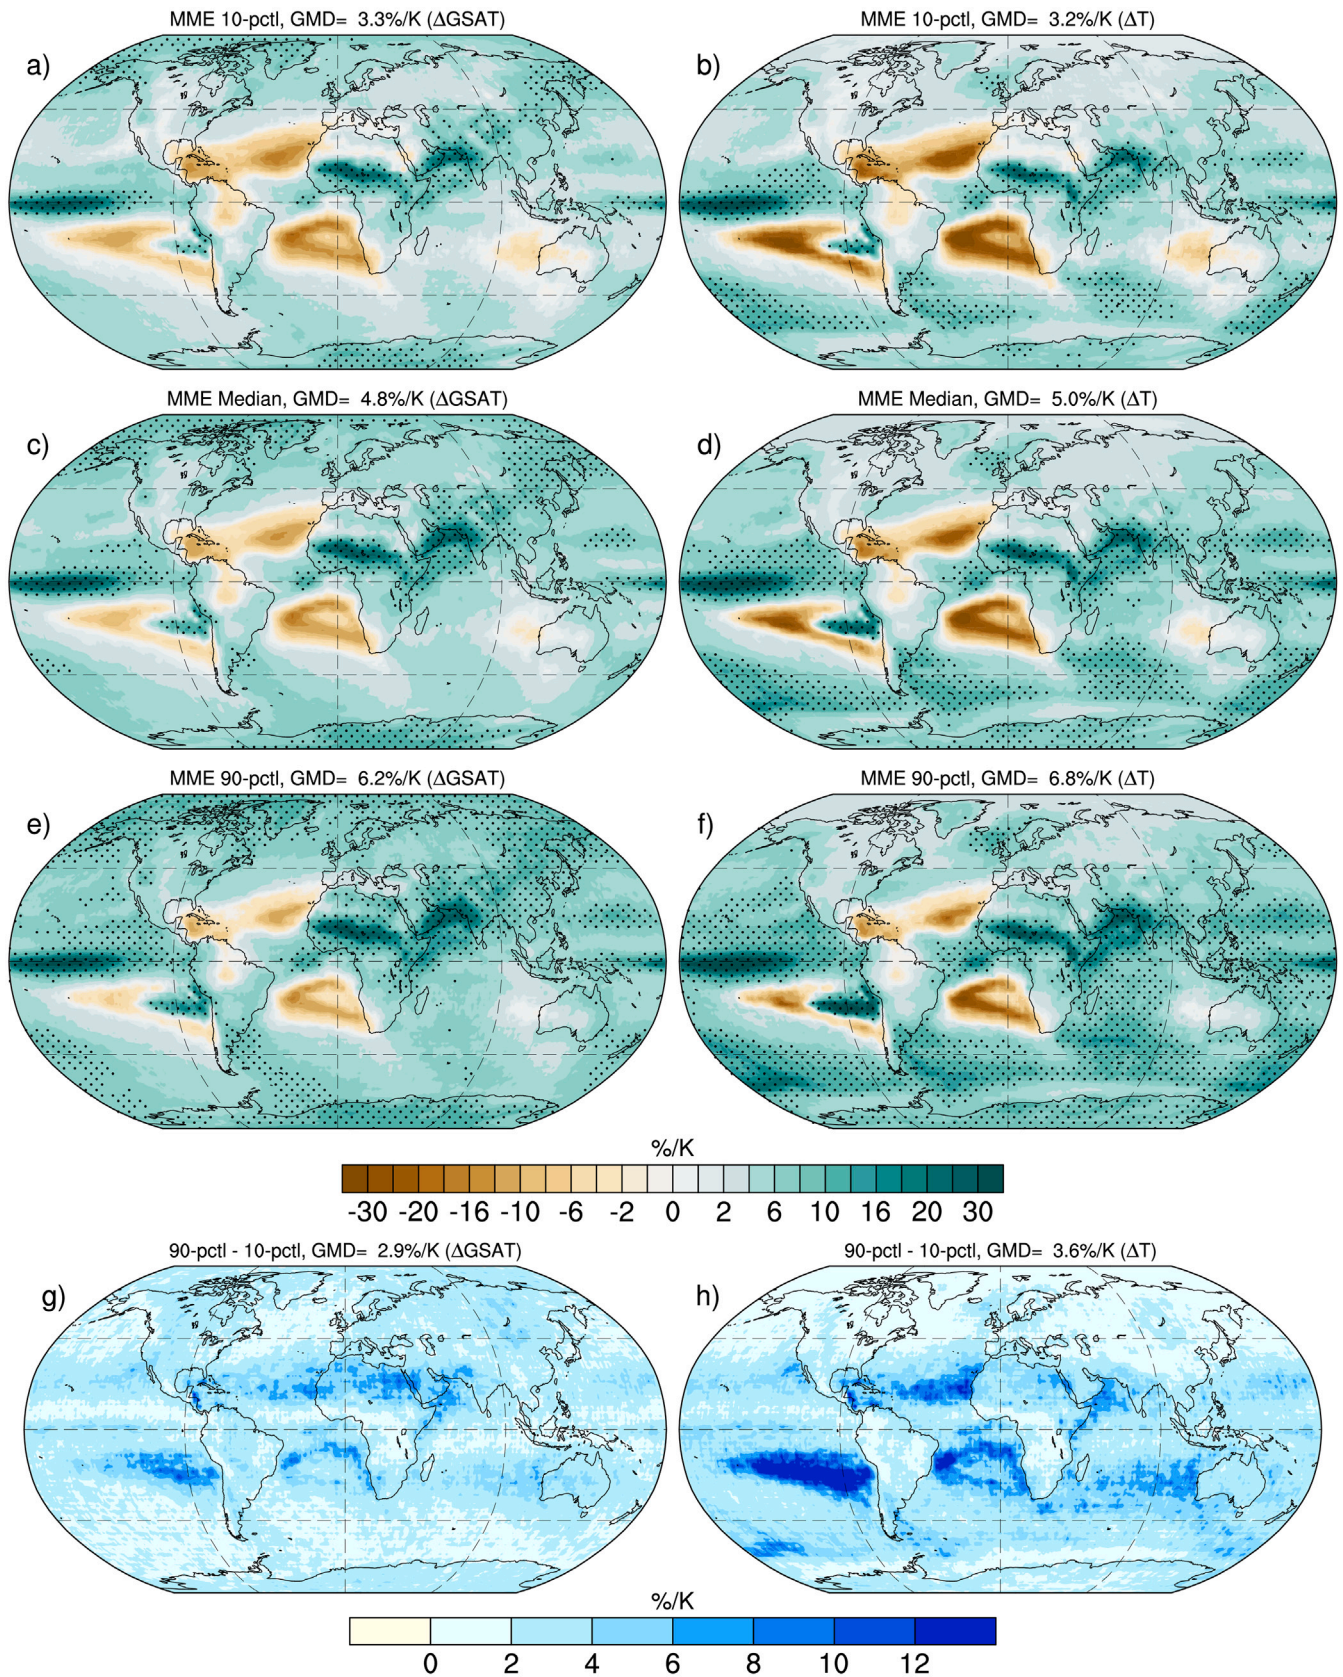 MME 10-pctl, GMD= 3.3%/K (ΔGSAT)
MME 10-pctl, GMD= 3.2%/K (ΔT)
a)
b)
MME Median, GMD= 4.8%/K (ΔGSAT)
MME Median, GMD= 5.0%/K (ΔT)
c)
d)
MME 90-pctl, GMD= 6.2%/K (ΔGSAT)
MME 90-pctl, GMD= 6.8%/K (ΔT)
e)
f)
%/K
-30 -20 -16 -10 -6 -2 0 2 6 10 16 20 30
90-pctl - 10-pctl, GMD= 2.9%/K (ΔGSAT)
90-pctl - 10-pctl, GMD= 3.6%/K (ΔT)
g)
h)
%/K
0 2 4 6 8 10 12